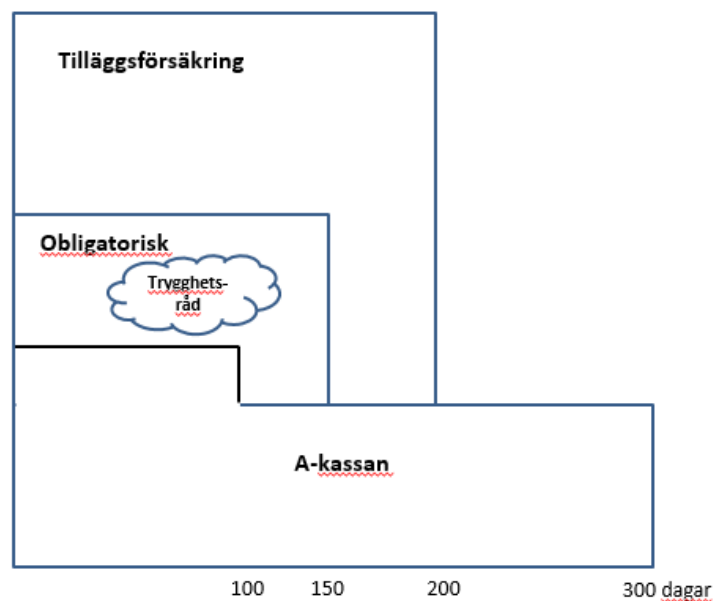 Tilläggsförsäkring
Obligatorisk
Trygghets-
råd
A-kassan
100 150 200 300 dagar